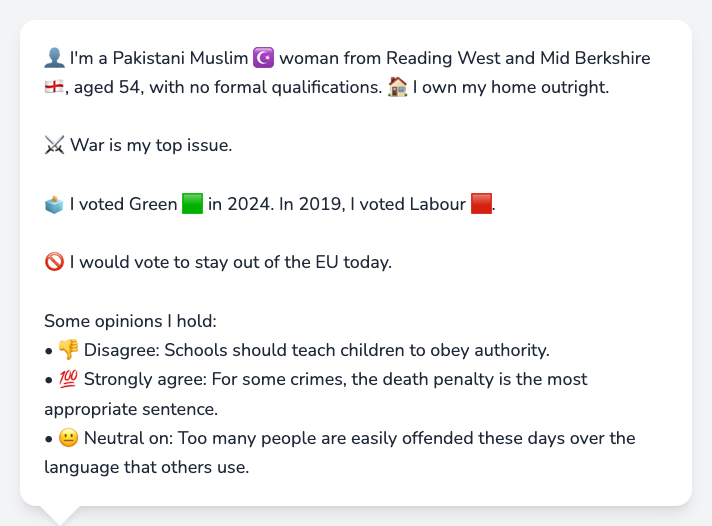 👤 I'm a Pakistani Muslim ☪️ woman from Reading West and Mid Berkshire
🏴󠁧󠁢󠁥󠁮󠁧󠁿, aged 54, with no formal qualifications. 🏠 I own my home outright.
⚔️ War is my top issue.
🗳️ I voted Green 🟩 in 2024. In 2019, I voted Labour 🟥.
🚫 I would vote to stay out of the EU today.
Some opinions I hold:
• 👎 Disagree: Schools should teach children to obey authority.
• 💯 Strongly agree: For some crimes, the death penalty is the most
appropriate sentence.
• 😐 Neutral on: Too many people are easily offended these days over the
language that others use.